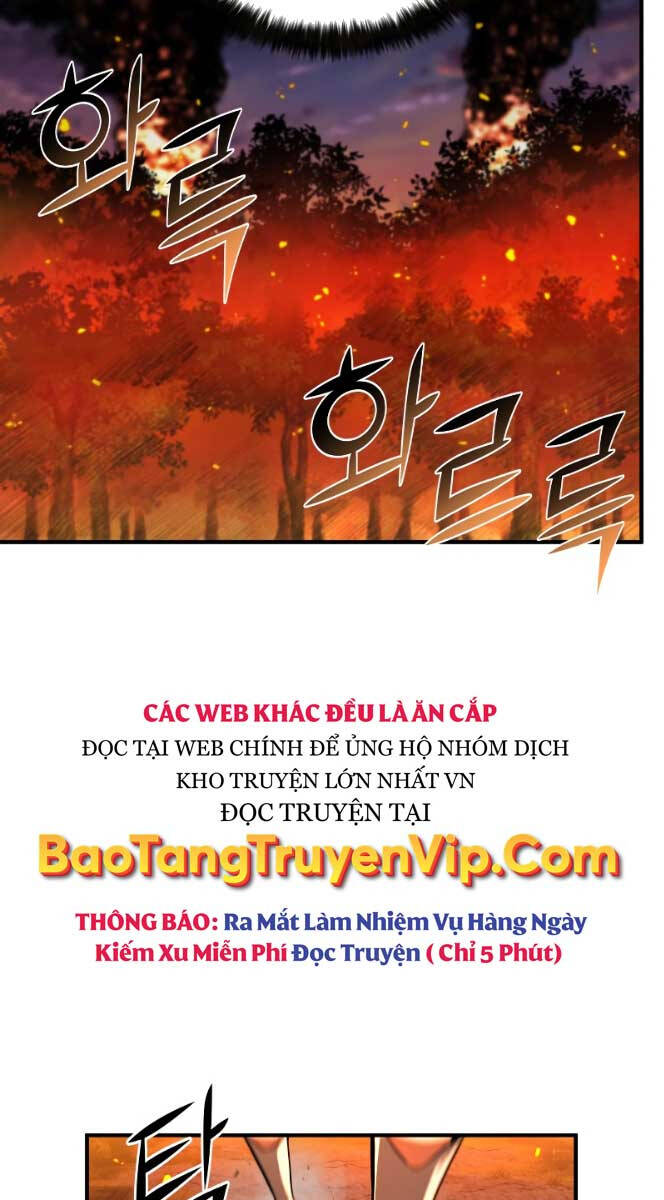 화르륵
화르륵
CÁC WEB KHÁC ĐỀU LÀ ĂN CẮP
ĐỌC TẠI WEB CHÍNH ĐỂ ỦNG HỘ NHÓM DỊCH
KHO TRUYỆN LỚN NHẤT VN
ĐỌC TRUYỆN TẠI
BaoTangTruyenVip.Com
THÔNG BÁO: Ra Mắt Làm Nhiệm Vụ Hàng Ngày
Kiếm Xu Miễn Phí Đọc Truyện ( Chỉ 5 Phút)